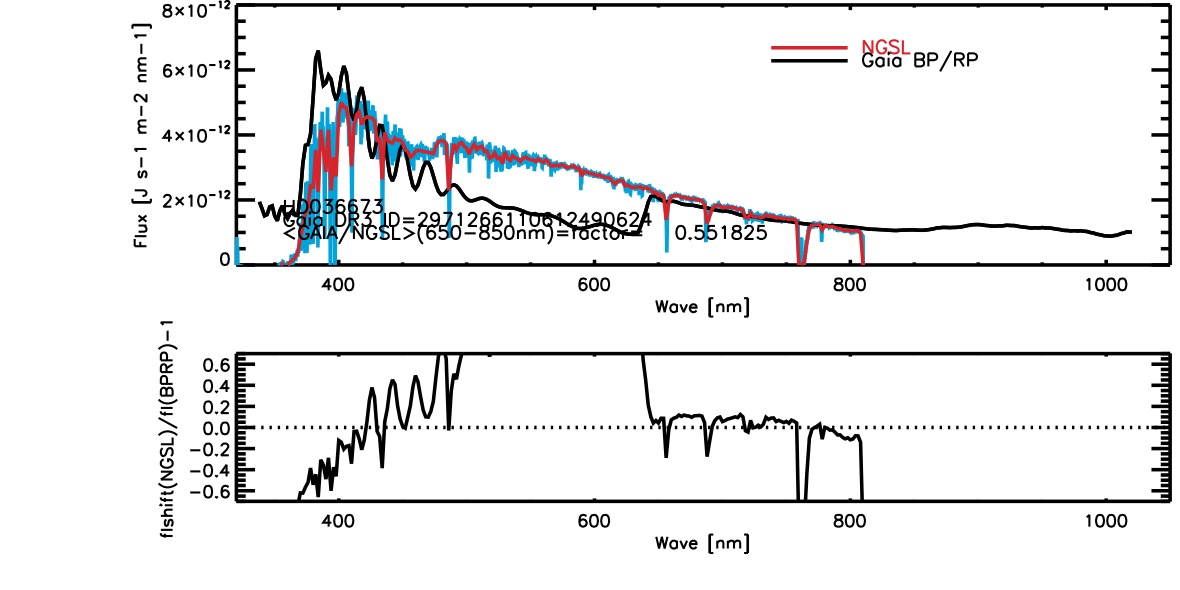 8×10−12
6×10−12
4×10−12
2×10−12
0
Flux [J s−1 m−2 nm−1]
NGSL
Gaia BP/RP
HD036673
Gaia DR3 ID=2971266110612490624
<GAIA/NGSL>(650−850nm)=factor= 0.551825
400 600 800 1000
Wave [nm]
flshift(NGSL)/fl(BPRP)−1
0.6
0.4
0.2
0.0
−0.2
−0.4
−0.6
400 600 800 1000
Wave [nm]